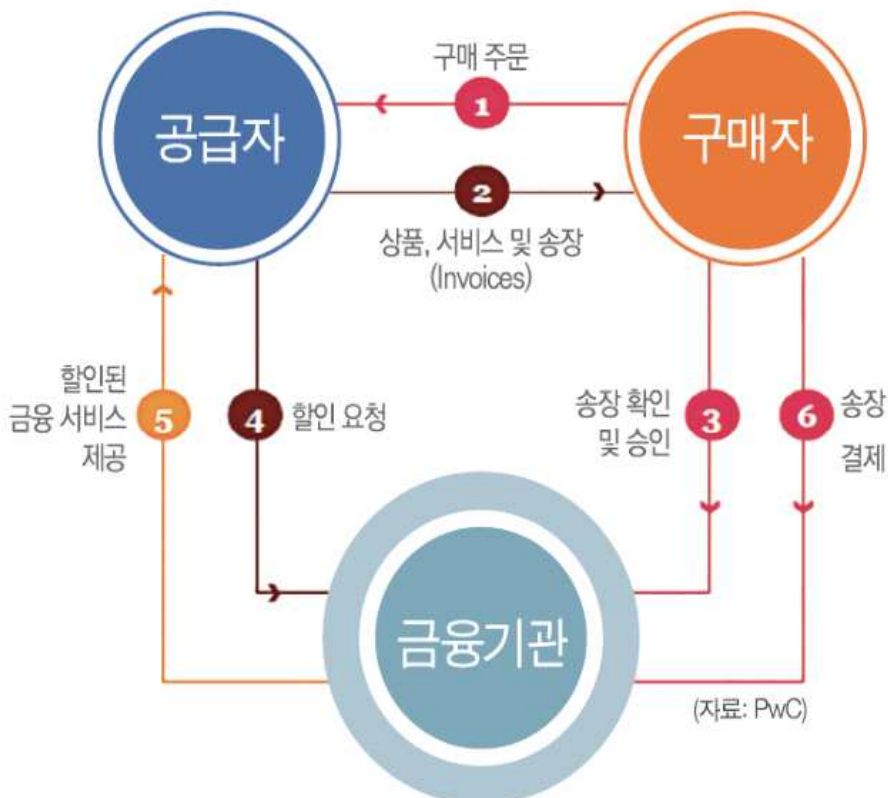 구매 주문
1
공급자
구매자
2
상품, 서비스 및 송장
(Invoices)
할인된
금융 서비스
제공
5
4
할인 요청
송장 확인
및 승인
3
6
송장
결제
금융기관
(자료: PwC)